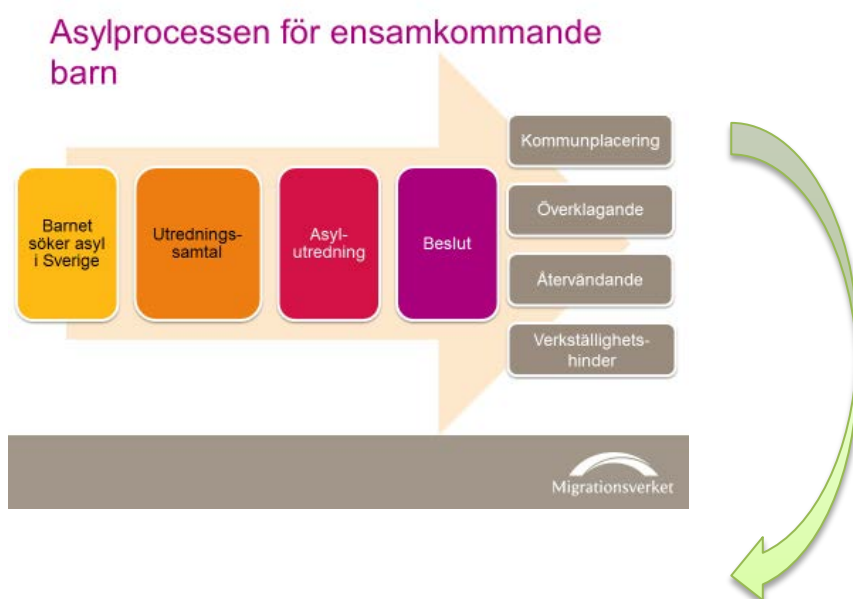 Asylprocessen för ensamkommande
barn
Barnet
söker asyl
i Sverige
Utrednings-
samtal
Asyl-
utredning
Beslut
Kommunplacering
Överklagande
Återvändande
Verkställighets-
hinder
Migrationsverket